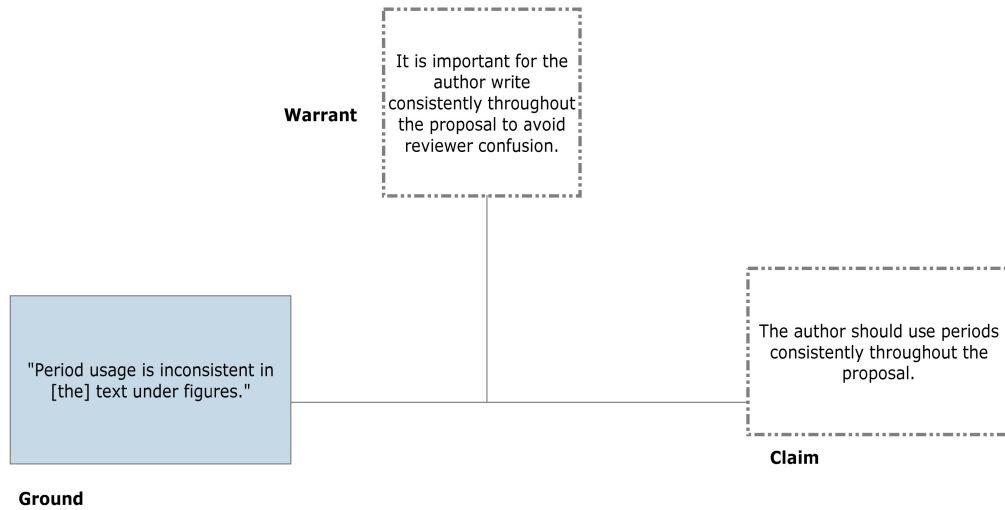 It is important for the
author write
consistently throughout
the proposal to avoid
reviewer confusion.
Warrant
"Period usage is inconsistent in
[the] text under figures."
Ground
The author should use periods
consistently throughout the
proposal.
Claim